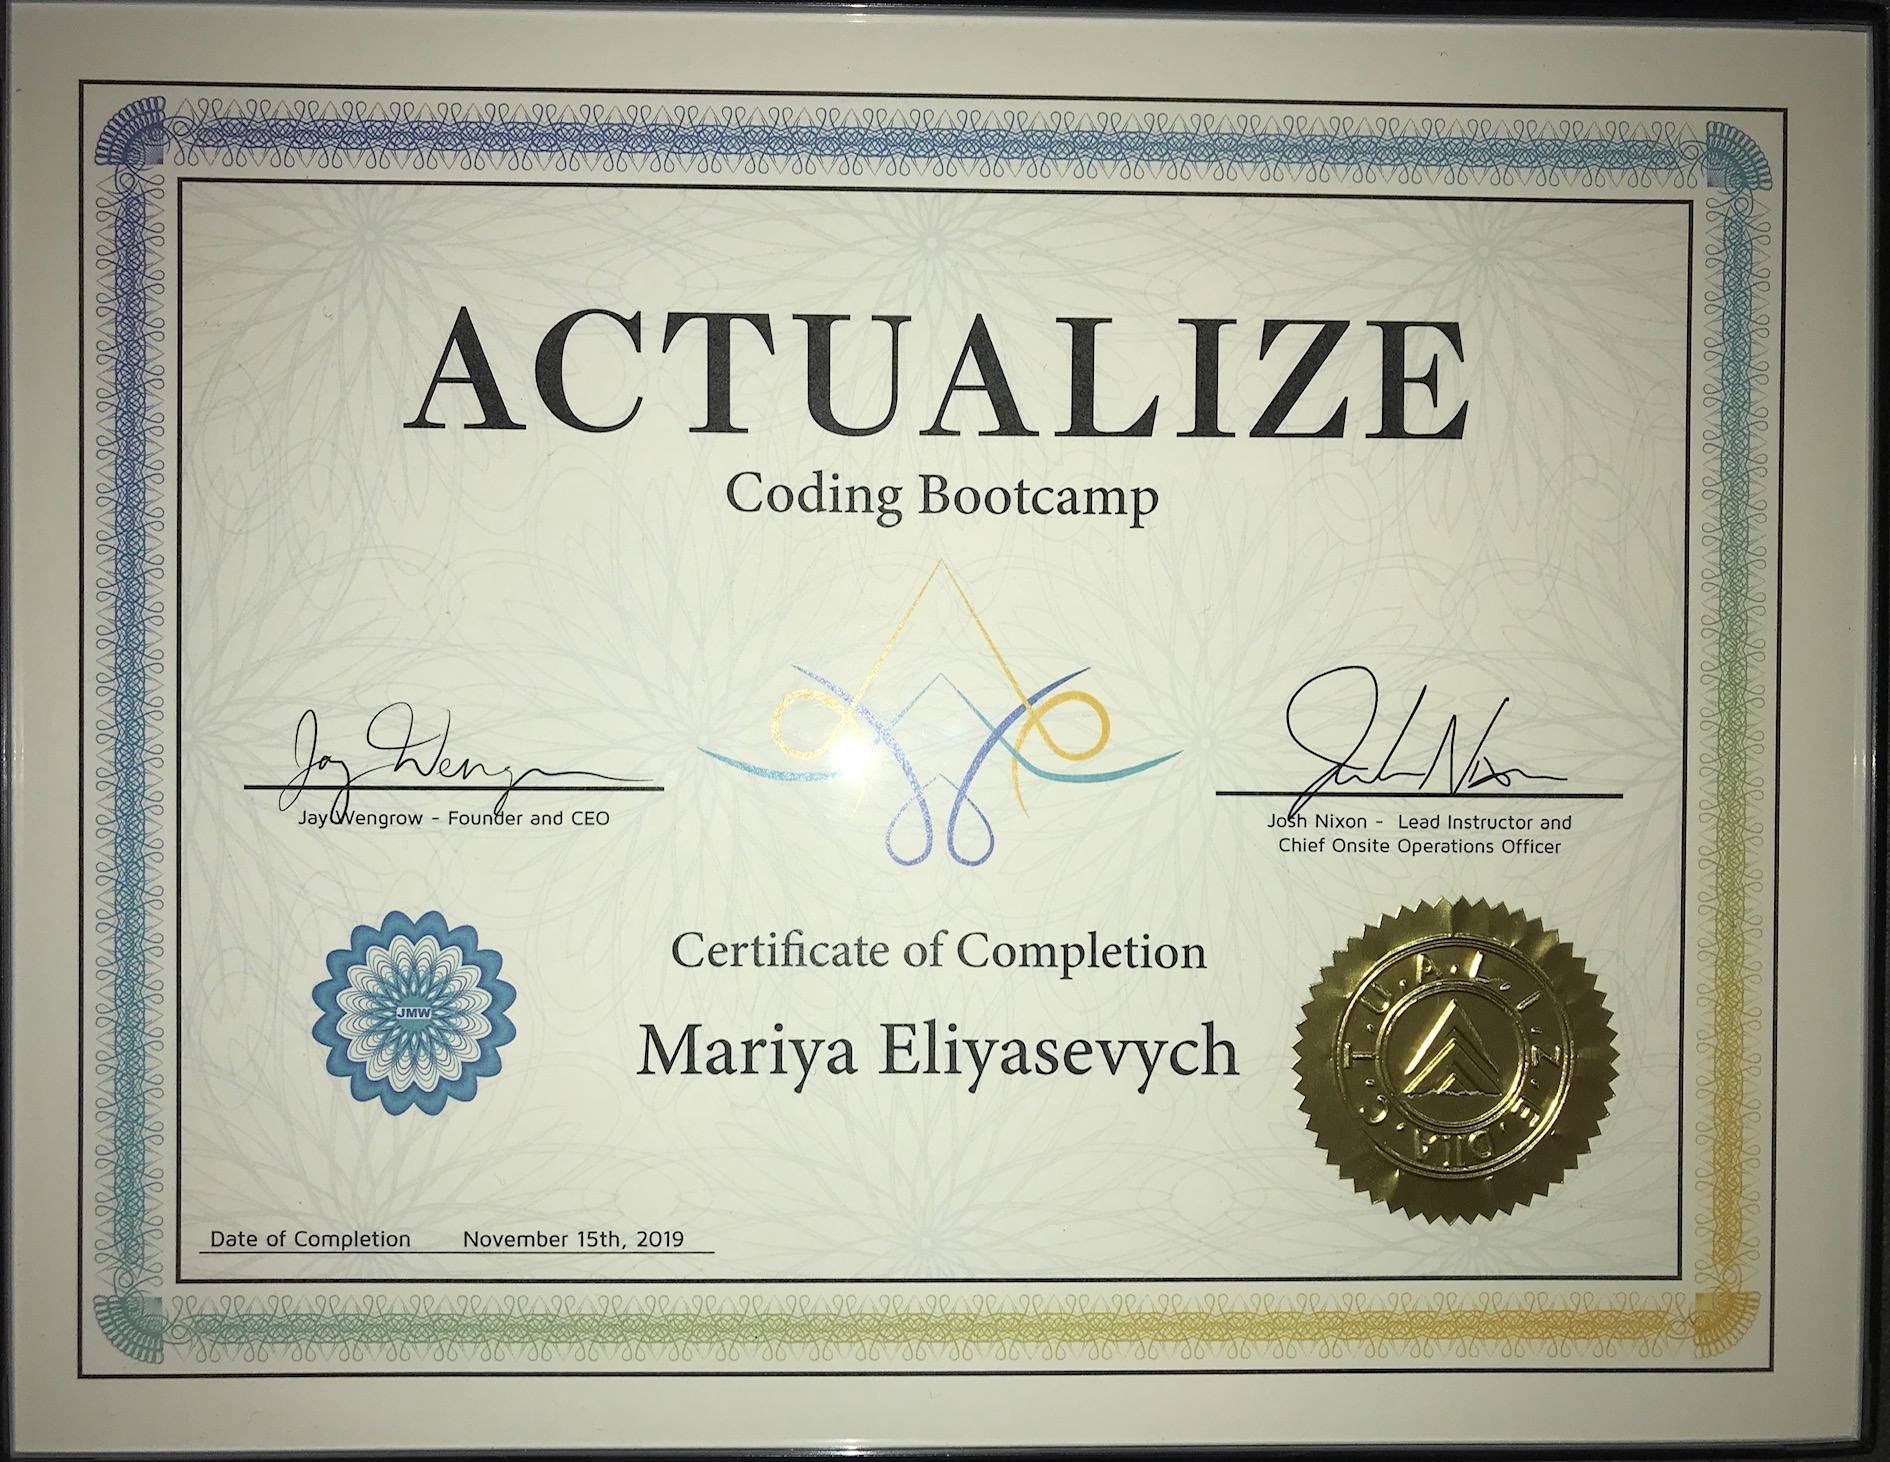 ACTUALIZE
Coding Bootcamp
Jay Wengrow
Jay Wengrow - Founder and CEO
Josh Nixon
Josh Nixon - Lead Instructor and
Chief Onsite Operations Officer
JMW
Certificate of Completion
Mariya Eliyasevych
A·C·T·U·A·L·I·Z·E·D
Date of Completion November 15th, 2019